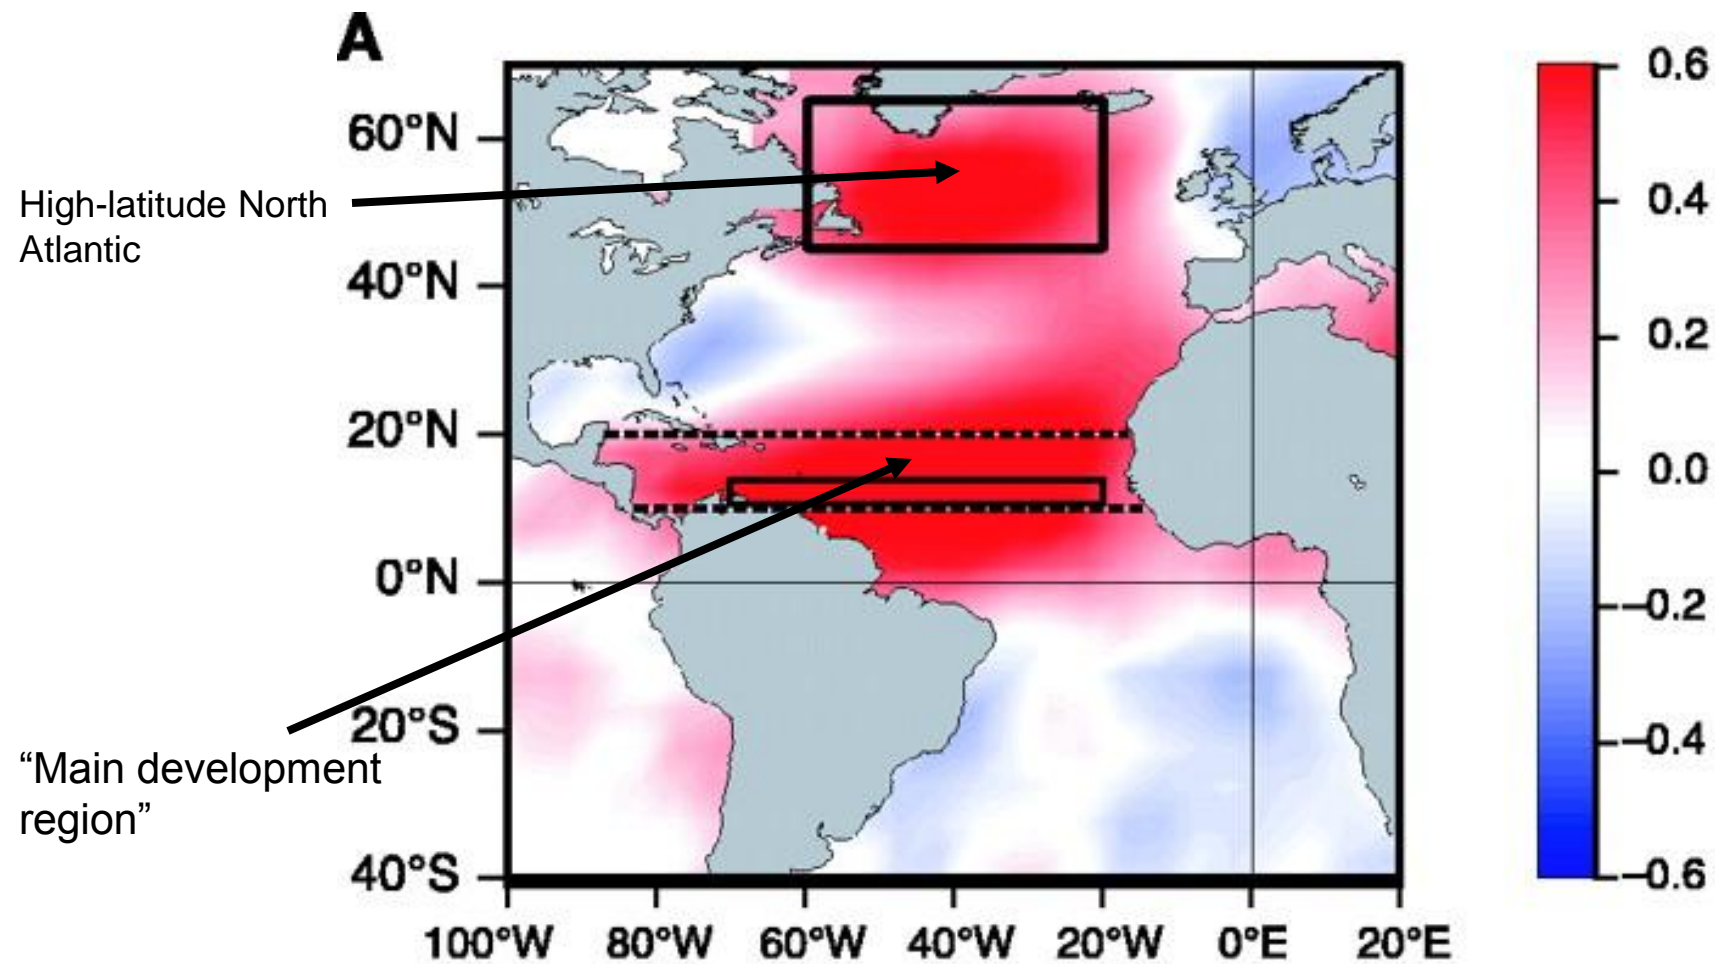 A
60°N
40°N
20°N
0°N
20°S
40°S
100°W 80°W 60°W 40°W 20°W 0°E 20°E
High-latitude North
Atlantic
“Main development
region”
0.6
0.4
0.2
0.0
−0.2
−0.4
−0.6